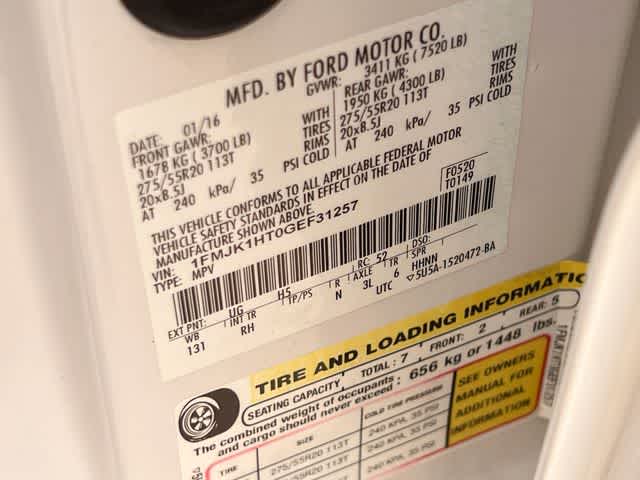 MFD. BY FORD MOTOR CO.
DATE: 01/16 GVWR: 3411 KG ( 7520 LB)
FRONT GAWR: REAR GAWR:
1678 KG ( 3700 LB) WITH 1950 KG ( 4300 LB) WITH
275/55R20 113T TIRES 275/55R20 113T TIRES
20x8.5J RIMS 20x8.5J RIMS
AT 240 kPa/ 35 PSI COLD AT 240 kPa/ 35 PSI COLD
THIS VEHICLE CONFORMS TO ALL APPLICABLE FEDERAL MOTOR
VEHICLE SAFETY STANDARDS IN EFFECT ON THE DATE OF
MANUFACTURE SHOWN ABOVE. F0520
VIN: 1FMJK1HT0GEF31257 T0149
TYPE: MPV
EXT PNT: UG H5 RC: 52 DSO:
WB INT TR TP/PS R AXLE TR SPR
131 RH N 3L 6 HHNN
UTC 5U5A-1520472-BA
TIRE AND LOADING INFORMATIO
SEATING CAPACITY TOTAL: 7 FRONT: 2 REAR: 5
The combined weight of occupants and cargo should never exceed : 656 kg or 1448 lbs.
TIRE SIZE COLD TIRE PRESSURE
275/55R20 113T 240 KPA, 35 PSI
275/55R20 113T 240 KPA, 35 PSI
SEE OWNERS
MANUAL FOR
ADDITIONAL
INFORMATION